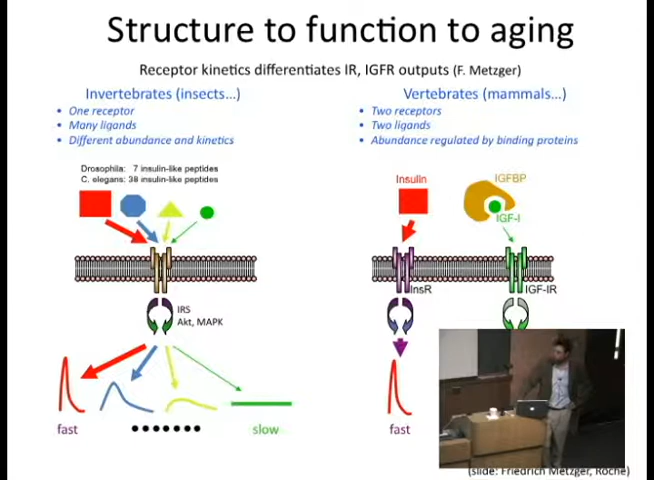 Structure to function to aging
Receptor kinetics differentiates IR, IGFR outputs (F. Metzger)
Invertebrates (insects…)
• One receptor
• Many ligands
• Different abundance and kinetics
Vertebrates (mammals…)
• Two receptors
• Two ligands
• Abundance regulated by binding proteins
Drosophila: 7 insulin-like peptides
C. elegans: 38 insulin-like peptides
Insulin
IGFBP
IGF-I
InsR
IGF-IR
IRS
Akt, MAPK
fast
slow
fast
(slide: Friedrich Metzger, Roche)